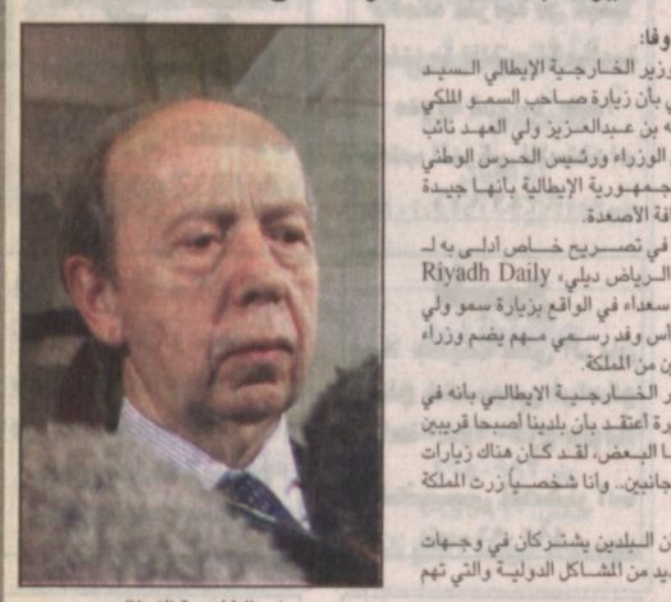 وفا:
وزير الخارجية الإيطالي السيد
بأن زيارة صاحب السمو الملكي
بن عبدالعزيز ولي العهد نائب
الوزراء ورئيس الحرس الوطني
جمهورية الإيطالية بأنها جيدة
فة الأصعدة.
في تصريح خاص أدلى به لـ
الرياض ديلي، Riyadh Daily
سعداء في الواقع بزيارة سمو ولي
اس وفد رسمي مهم يضم وزراء
ين من المملكة.
ر الخارجية الايطالي بأنه في
يرة أعتقد بأن بلدينا أصبحا قريبين
ا البعض، لقد كان هناك زيارات
جانبين.. وأنا شخصياً زرت المملكة
ن البلدين يشتركان في وجهات
يد من المشاكل الدولية والتي تهم